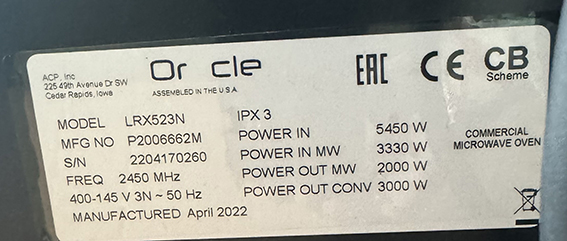 ACP, Inc
225 49th Avenue Dr SW
Cedar Rapids, Iowa
Or cle
ASSEMBLED IN THE U.S.A.
EAC CE CB
Scheme
MODEL LRX523N
MFG NO P2006662M
S/N 2204170260
FREQ 2450 MHz
400-145 V 3N ~ 50 Hz
MANUFACTURED April 2022
IPX 3
POWER IN 5450 W
POWER IN MW 3330 W
POWER OUT MW 2000 W
POWER OUT CONV 3000 W
COMMERCIAL
MICROWAVE OVEN